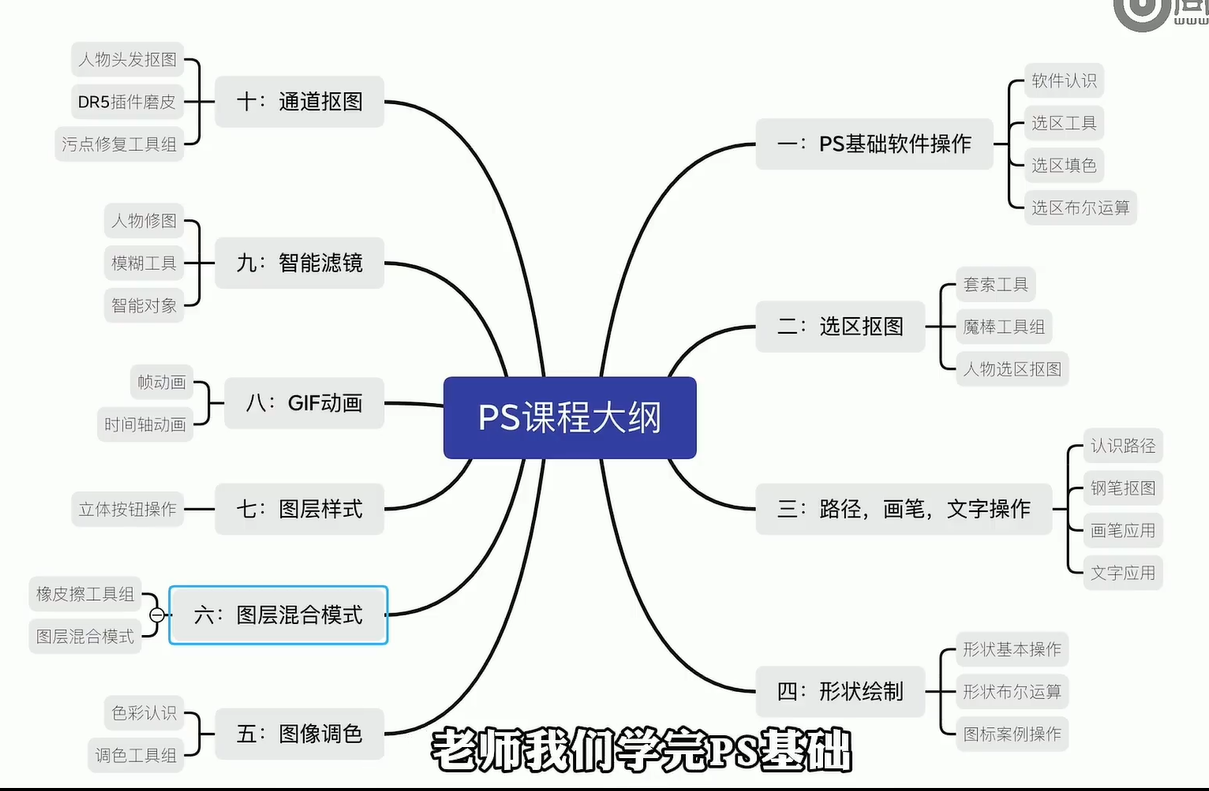 PS课程大纲
一：PS基础软件操作
软件认识
选区工具
选区填色
选区布尔运算
二：选区抠图
套索工具
魔棒工具组
人物选区抠图
三：路径，画笔，文字操作
认识路径
钢笔抠图
画笔应用
文字应用
四：形状绘制
形状基本操作
形状布尔运算
图标案例操作
五：图像调色
色彩认识
调色工具组
六：图层混合模式
橡皮擦工具组
图层混合模式
七：图层样式
立体按钮操作
八：GIF动画
帧动画
时间轴动画
九：智能滤镜
人物修图
模糊工具
智能对象
十：通道抠图
人物头发抠图
DR5插件磨皮
污点修复工具组
老师我们学完PS基础